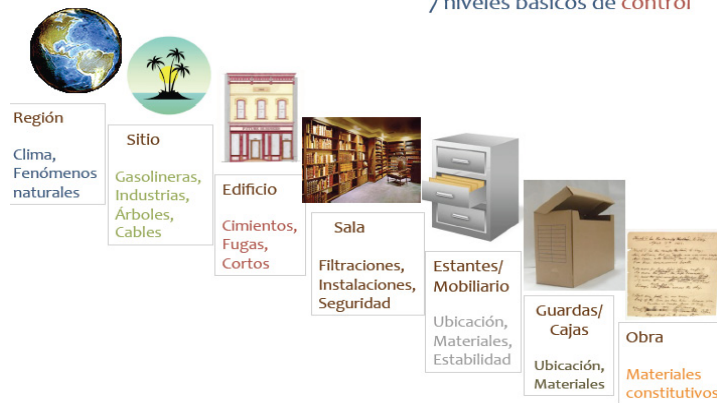 7 niveles básicos de control
Región
Clima,
Fenómenos
naturales
Sitio
Gasolineras,
Industrias,
Árboles,
Cables
Edificio
Cimientos,
Fugas,
Cortos
Sala
Filtraciones,
Instalaciones,
Seguridad
Estantes/
Mobiliario
Ubicación,
Materiales,
Estabilidad
Guardas/
Cajas
Ubicación,
Materiales
Obra
Materiales
constitutivos